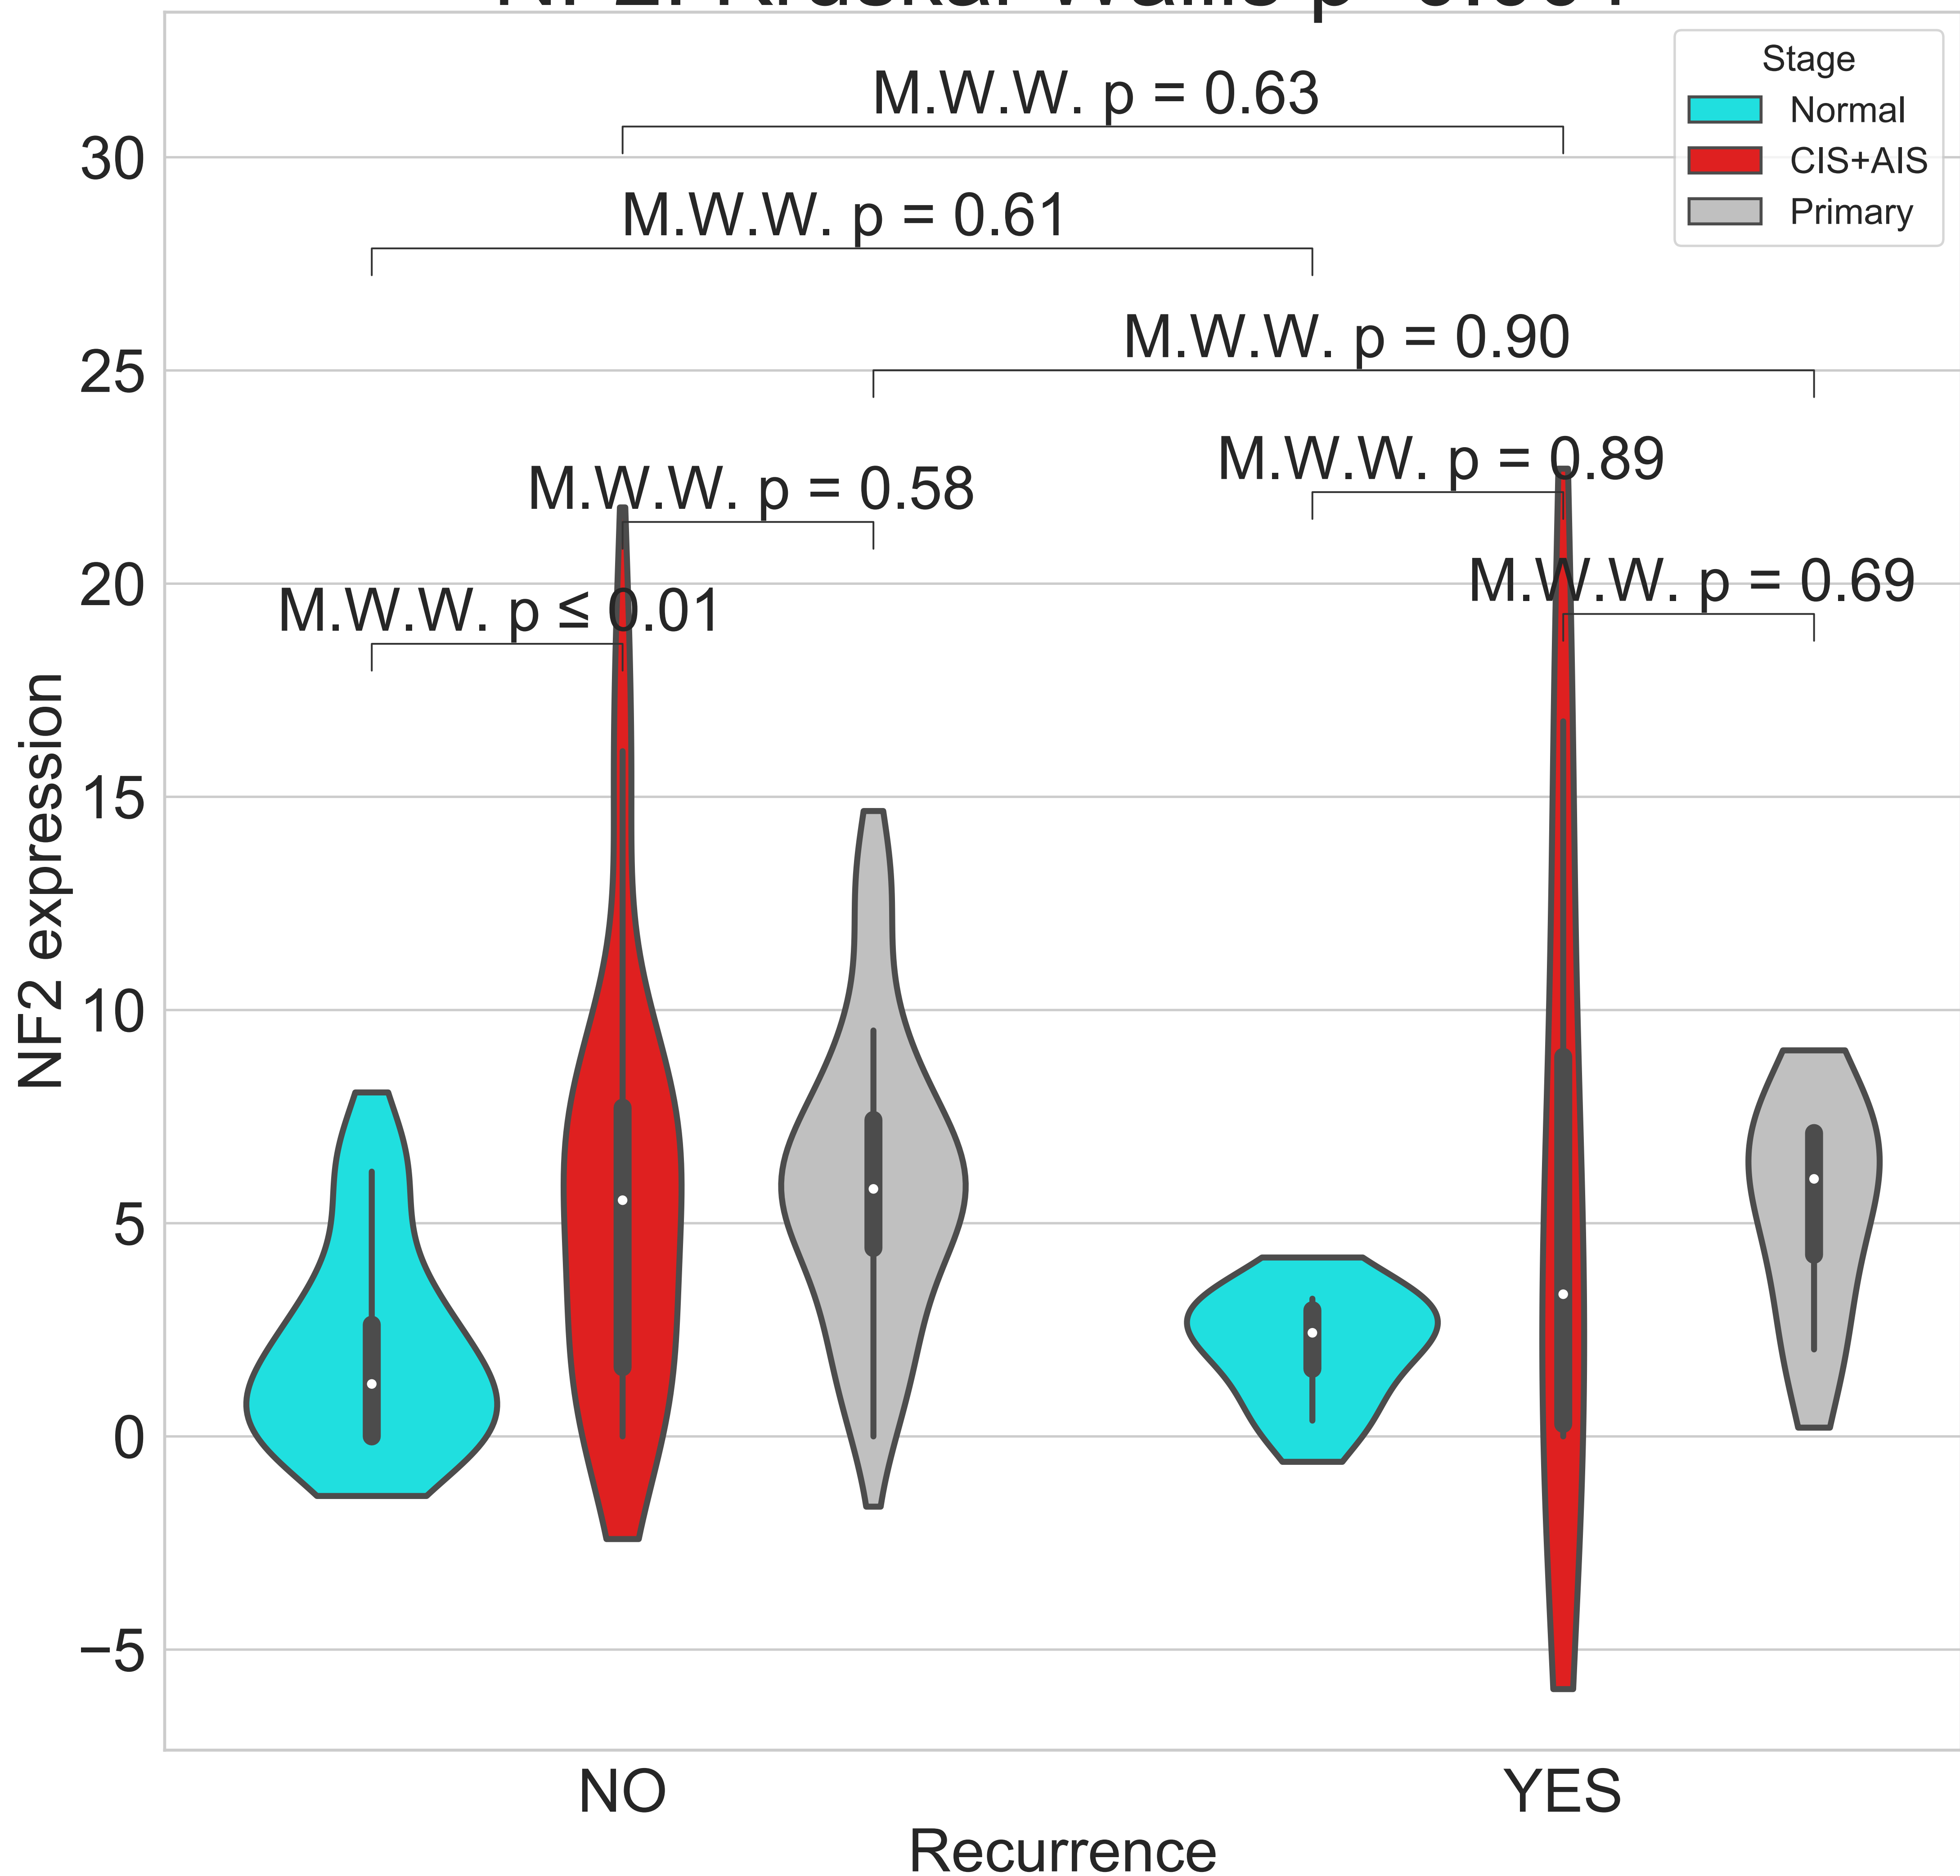 Stage
Normal
CIS+AIS
Primary
M.W.W. p = 0.63
M.W.W. p = 0.61
M.W.W. p = 0.90
M.W.W. p = 0.89
M.W.W. p = 0.58
M.W.W. p = 0.69
M.W.W. p ≤ 0.01
30
25
20
15
10
5
0
−5
NF2 expression
NO
YES
Recurrence